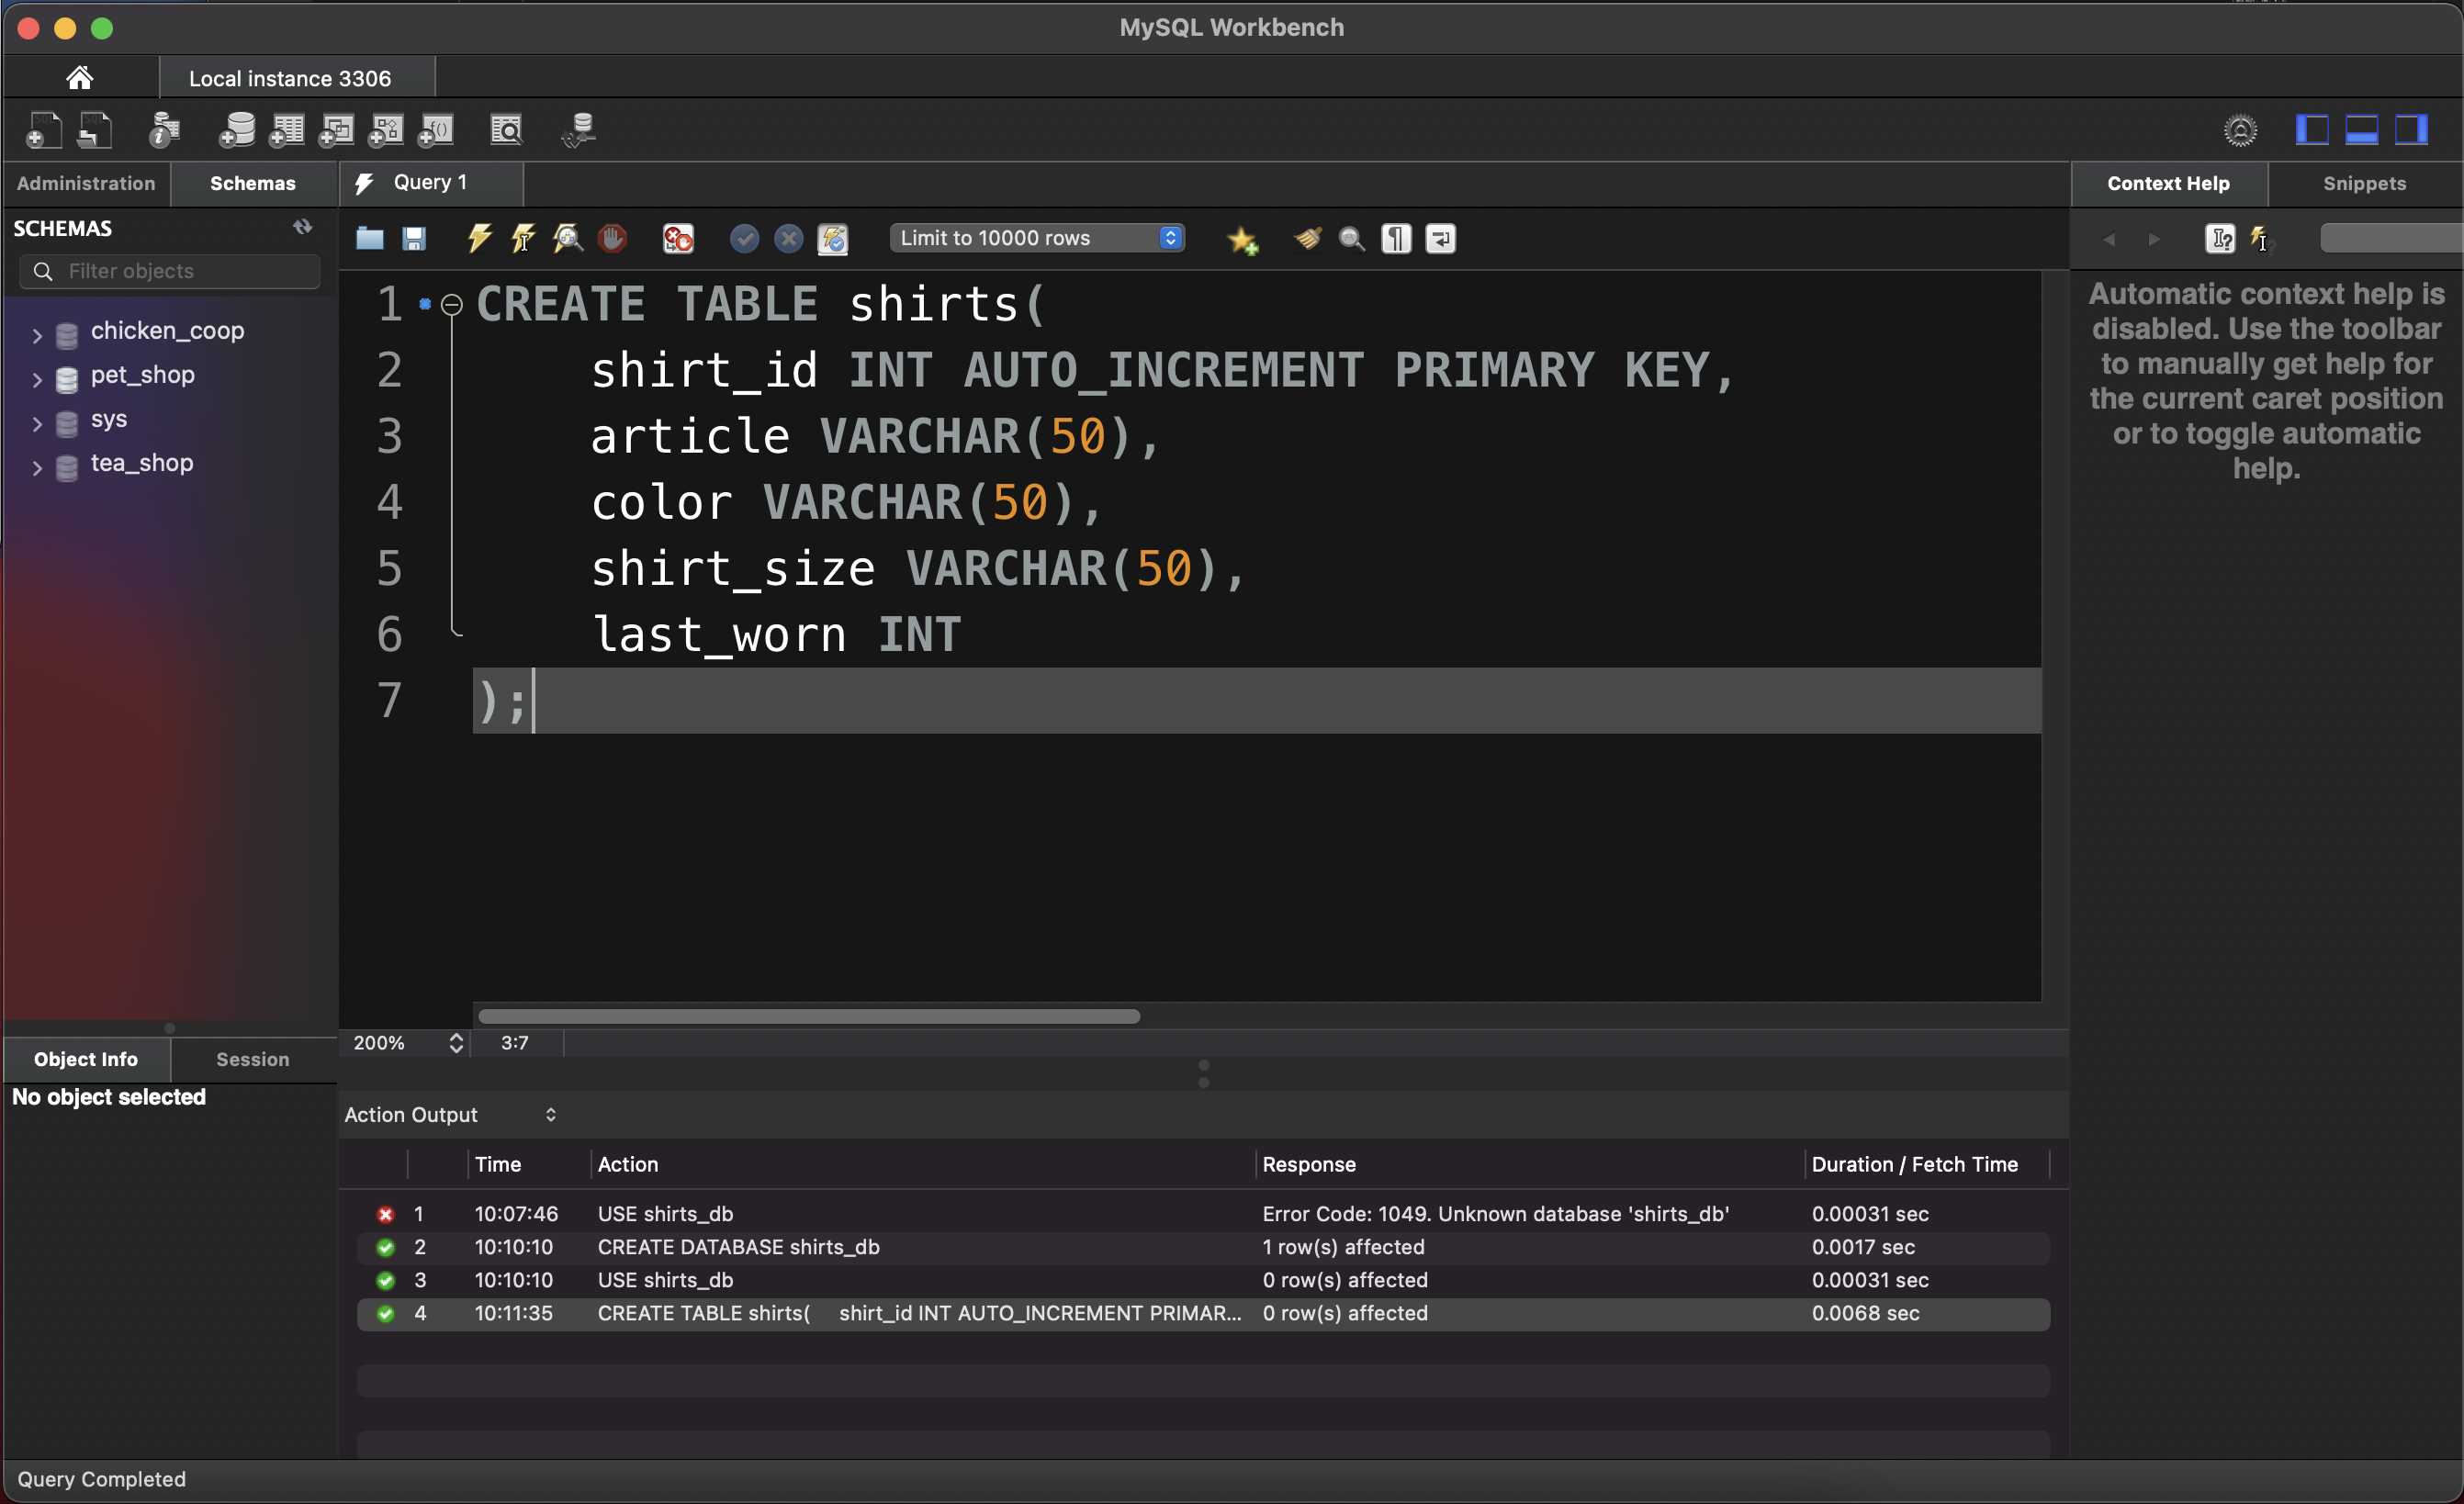 MySQL Workbench
Local instance 3306
Administration
Schemas
Query 1
Context Help
Snippets
SCHEMAS
Filter objects
chicken_coop
pet_shop
sys
tea_shop
Limit to 10000 rows
1 CREATE TABLE shirts(
2 shirt_id INT AUTO_INCREMENT PRIMARY KEY,
3 article VARCHAR(50),
4 color VARCHAR(50),
5 shirt_size VARCHAR(50),
6 last_worn INT
7 );
Automatic context help is
disabled. Use the toolbar
to manually get help for
the current caret position
or to toggle automatic
help.
200% 3:7
Object Info
Session
No object selected
Action Output
Time Action Response Duration / Fetch Time
1 10:07:46 USE shirts_db Error Code: 1049. Unknown database 'shirts_db' 0.00031 sec
2 10:10:10 CREATE DATABASE shirts_db 1 row(s) affected 0.0017 sec
3 10:10:10 USE shirts_db 0 row(s) affected 0.00031 sec
4 10:11:35 CREATE TABLE shirts( shirt_id INT AUTO_INCREMENT PRIMAR... 0 row(s) affected 0.0068 sec
Query Completed